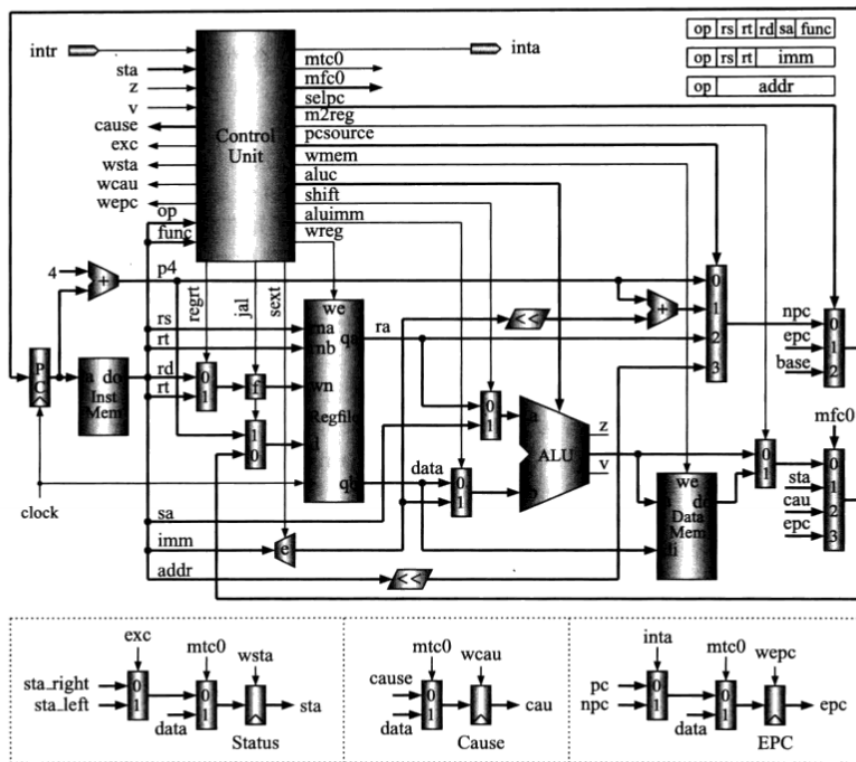 op rs rt rd sa func
op rs rt imm
op addr
intr
inta
sta
z
v
cause
exc
wsta
wcau
wepc
op
func
Control
Unit
mtc0
mfc0
selpc
m2reg
pcsource
wmem
aluc
shift
aluimm
wreg
regrt
jal
sext
4
+
p4
PC
a do
Inst
Mem
clock
rs
rt
rd
rt
0
1
f
1
0
we
na
nb
wn
d
Regfile
qa
qb
ra
data
sa
imm
e
addr
<<
<<
+
0
1
0
1
a
b
ALU
z
v
we
a do
Data
Mem
di
0
1
0
1
2
3
npc
epc
base
0
1
2
mfc0
sta
cau
epc
0
1
2
3
exc
mtc0
wsta
sta_right
sta_left
0
1
0
1
data
sta
Status
mtc0
wcau
cause
data
0
1
cau
Cause
inta
mtc0
wepc
pc
npc
0
1
0
1
data
epc
EPC